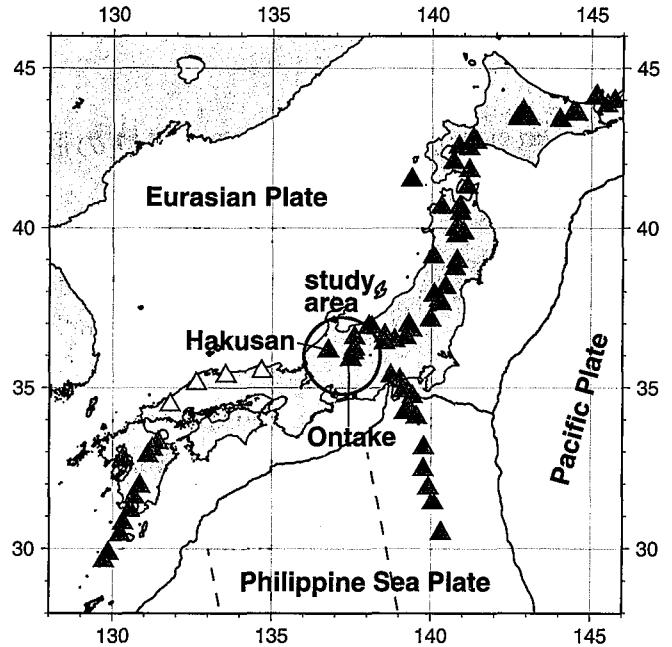 130 135 140 145
45 45
Eurasian Plate
40 40
study
area
Hakusan
35 35
Ontake
Pacific Plate
30 30
Philippine Sea Plate
130 135 140 145